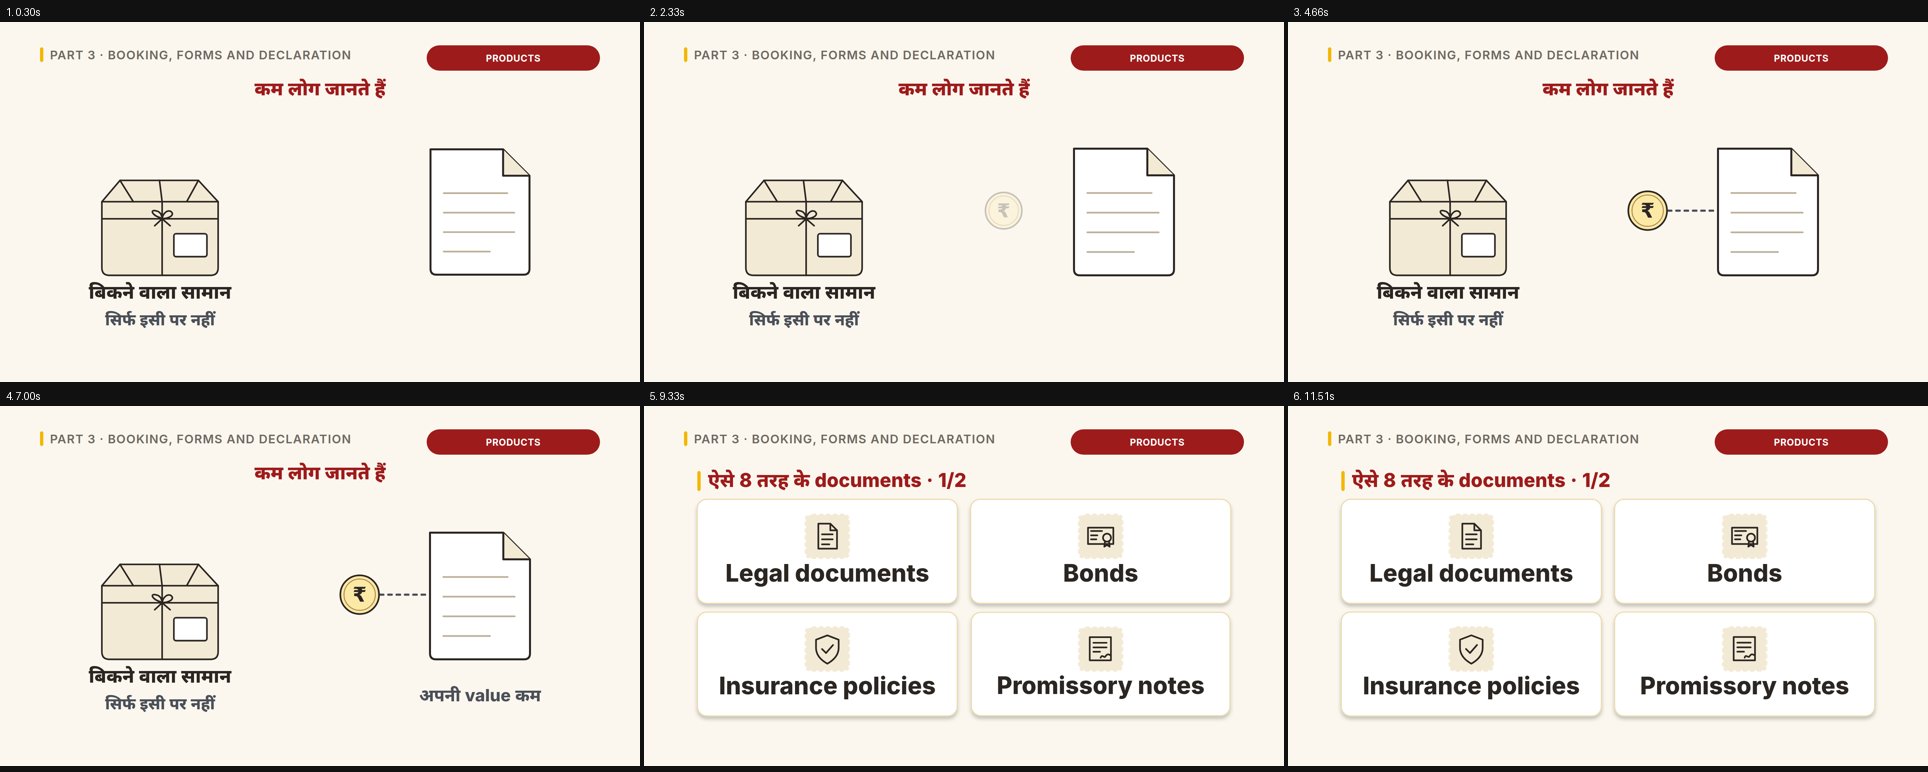 1. 0.30s
PART 3 · BOOKING, FORMS AND DECLARATION
PRODUCTS
कम लोग जानते हैं
बिकने वाला सामान
सिर्फ इसी पर नहीं
2. 2.33s
PART 3 · BOOKING, FORMS AND DECLARATION
PRODUCTS
कम लोग जानते हैं
₹
बिकने वाला सामान
सिर्फ इसी पर नहीं
3. 4.66s
PART 3 · BOOKING, FORMS AND DECLARATION
PRODUCTS
कम लोग जानते हैं
₹
बिकने वाला सामान
सिर्फ इसी पर नहीं
4. 7.00s
PART 3 · BOOKING, FORMS AND DECLARATION
PRODUCTS
कम लोग जानते हैं
₹
बिकने वाला सामान
सिर्फ इसी पर नहीं
अपनी value कम
5. 9.33s
PART 3 · BOOKING, FORMS AND DECLARATION
PRODUCTS
ऐसे 8 तरह के documents · 1/2
Legal documents
Bonds
Insurance policies
Promissory notes
6. 11.51s
PART 3 · BOOKING, FORMS AND DECLARATION
PRODUCTS
ऐसे 8 तरह के documents · 1/2
Legal documents
Bonds
Insurance policies
Promissory notes